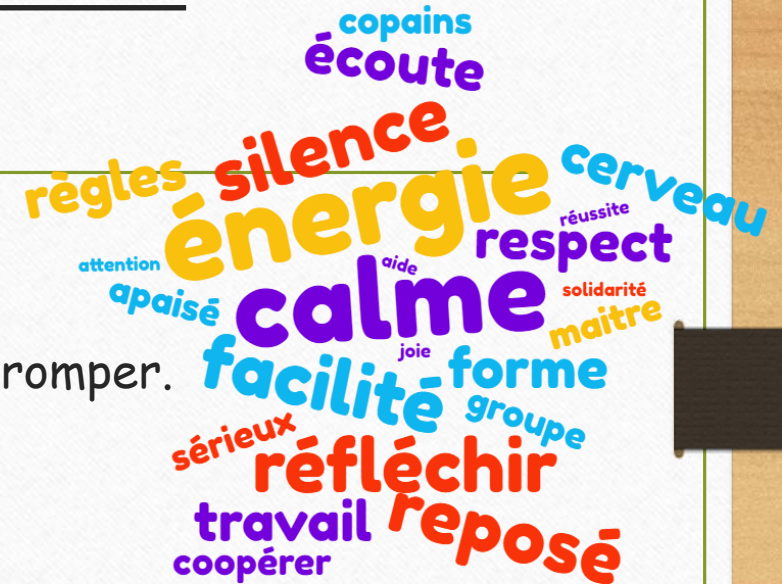 copains
écoute
silence
règles
énergie
cerveau
réussite
respect
attention
aide
apaisé
calme
solidarité
maitre
joie
romper.
facilité
forme
groupe
sérieux
réfléchir
travail
reposé
coopérer